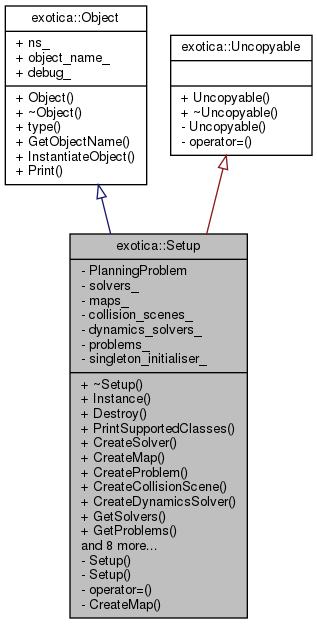 exotica::Object
+ ns_
+ object_name_
+ debug_
+ Object()
+ ~Object()
+ type()
+ GetObjectName()
+ InstantiateObject()
+ Print()
exotica::Uncopyable
+ Uncopyable()
+ ~Uncopyable()
- Uncopyable()
- operator=()
exotica::Setup
- PlanningProblem
- solvers_
- maps_
- collision_scenes_
- dynamics_solvers_
- problems_
- singleton_initialiser_
+ ~Setup()
+ Instance()
+ Destroy()
+ PrintSupportedClasses()
+ CreateSolver()
+ CreateMap()
+ CreateProblem()
+ CreateCollisionScene()
+ CreateDynamicsSolver()
+ GetSolvers()
+ GetProblems()
and 8 more...
- Setup()
- Setup()
- operator=()
- CreateMap()